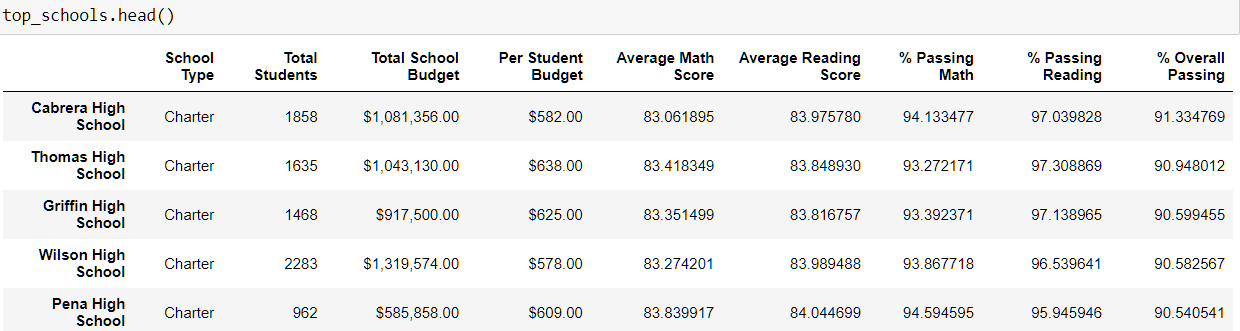 top_schools.head()
School Type Total Students Total School Budget Per Student Budget Average Math Score Average Reading Score % Passing Math % Passing Reading % Overall Passing
Cabrera High School Charter 1858 $1,081,356.00 $582.00 83.061895 83.975780 94.133477 97.039828 91.334769
Thomas High School Charter 1635 $1,043,130.00 $638.00 83.418349 83.848930 93.272171 97.308869 90.948012
Griffin High School Charter 1468 $917,500.00 $625.00 83.351499 83.816757 93.392371 97.138965 90.599455
Wilson High School Charter 2283 $1,319,574.00 $578.00 83.274201 83.989488 93.867718 96.539641 90.582567
Pena High School Charter 962 $585,858.00 $609.00 83.839917 84.044699 94.594595 95.945946 90.540541